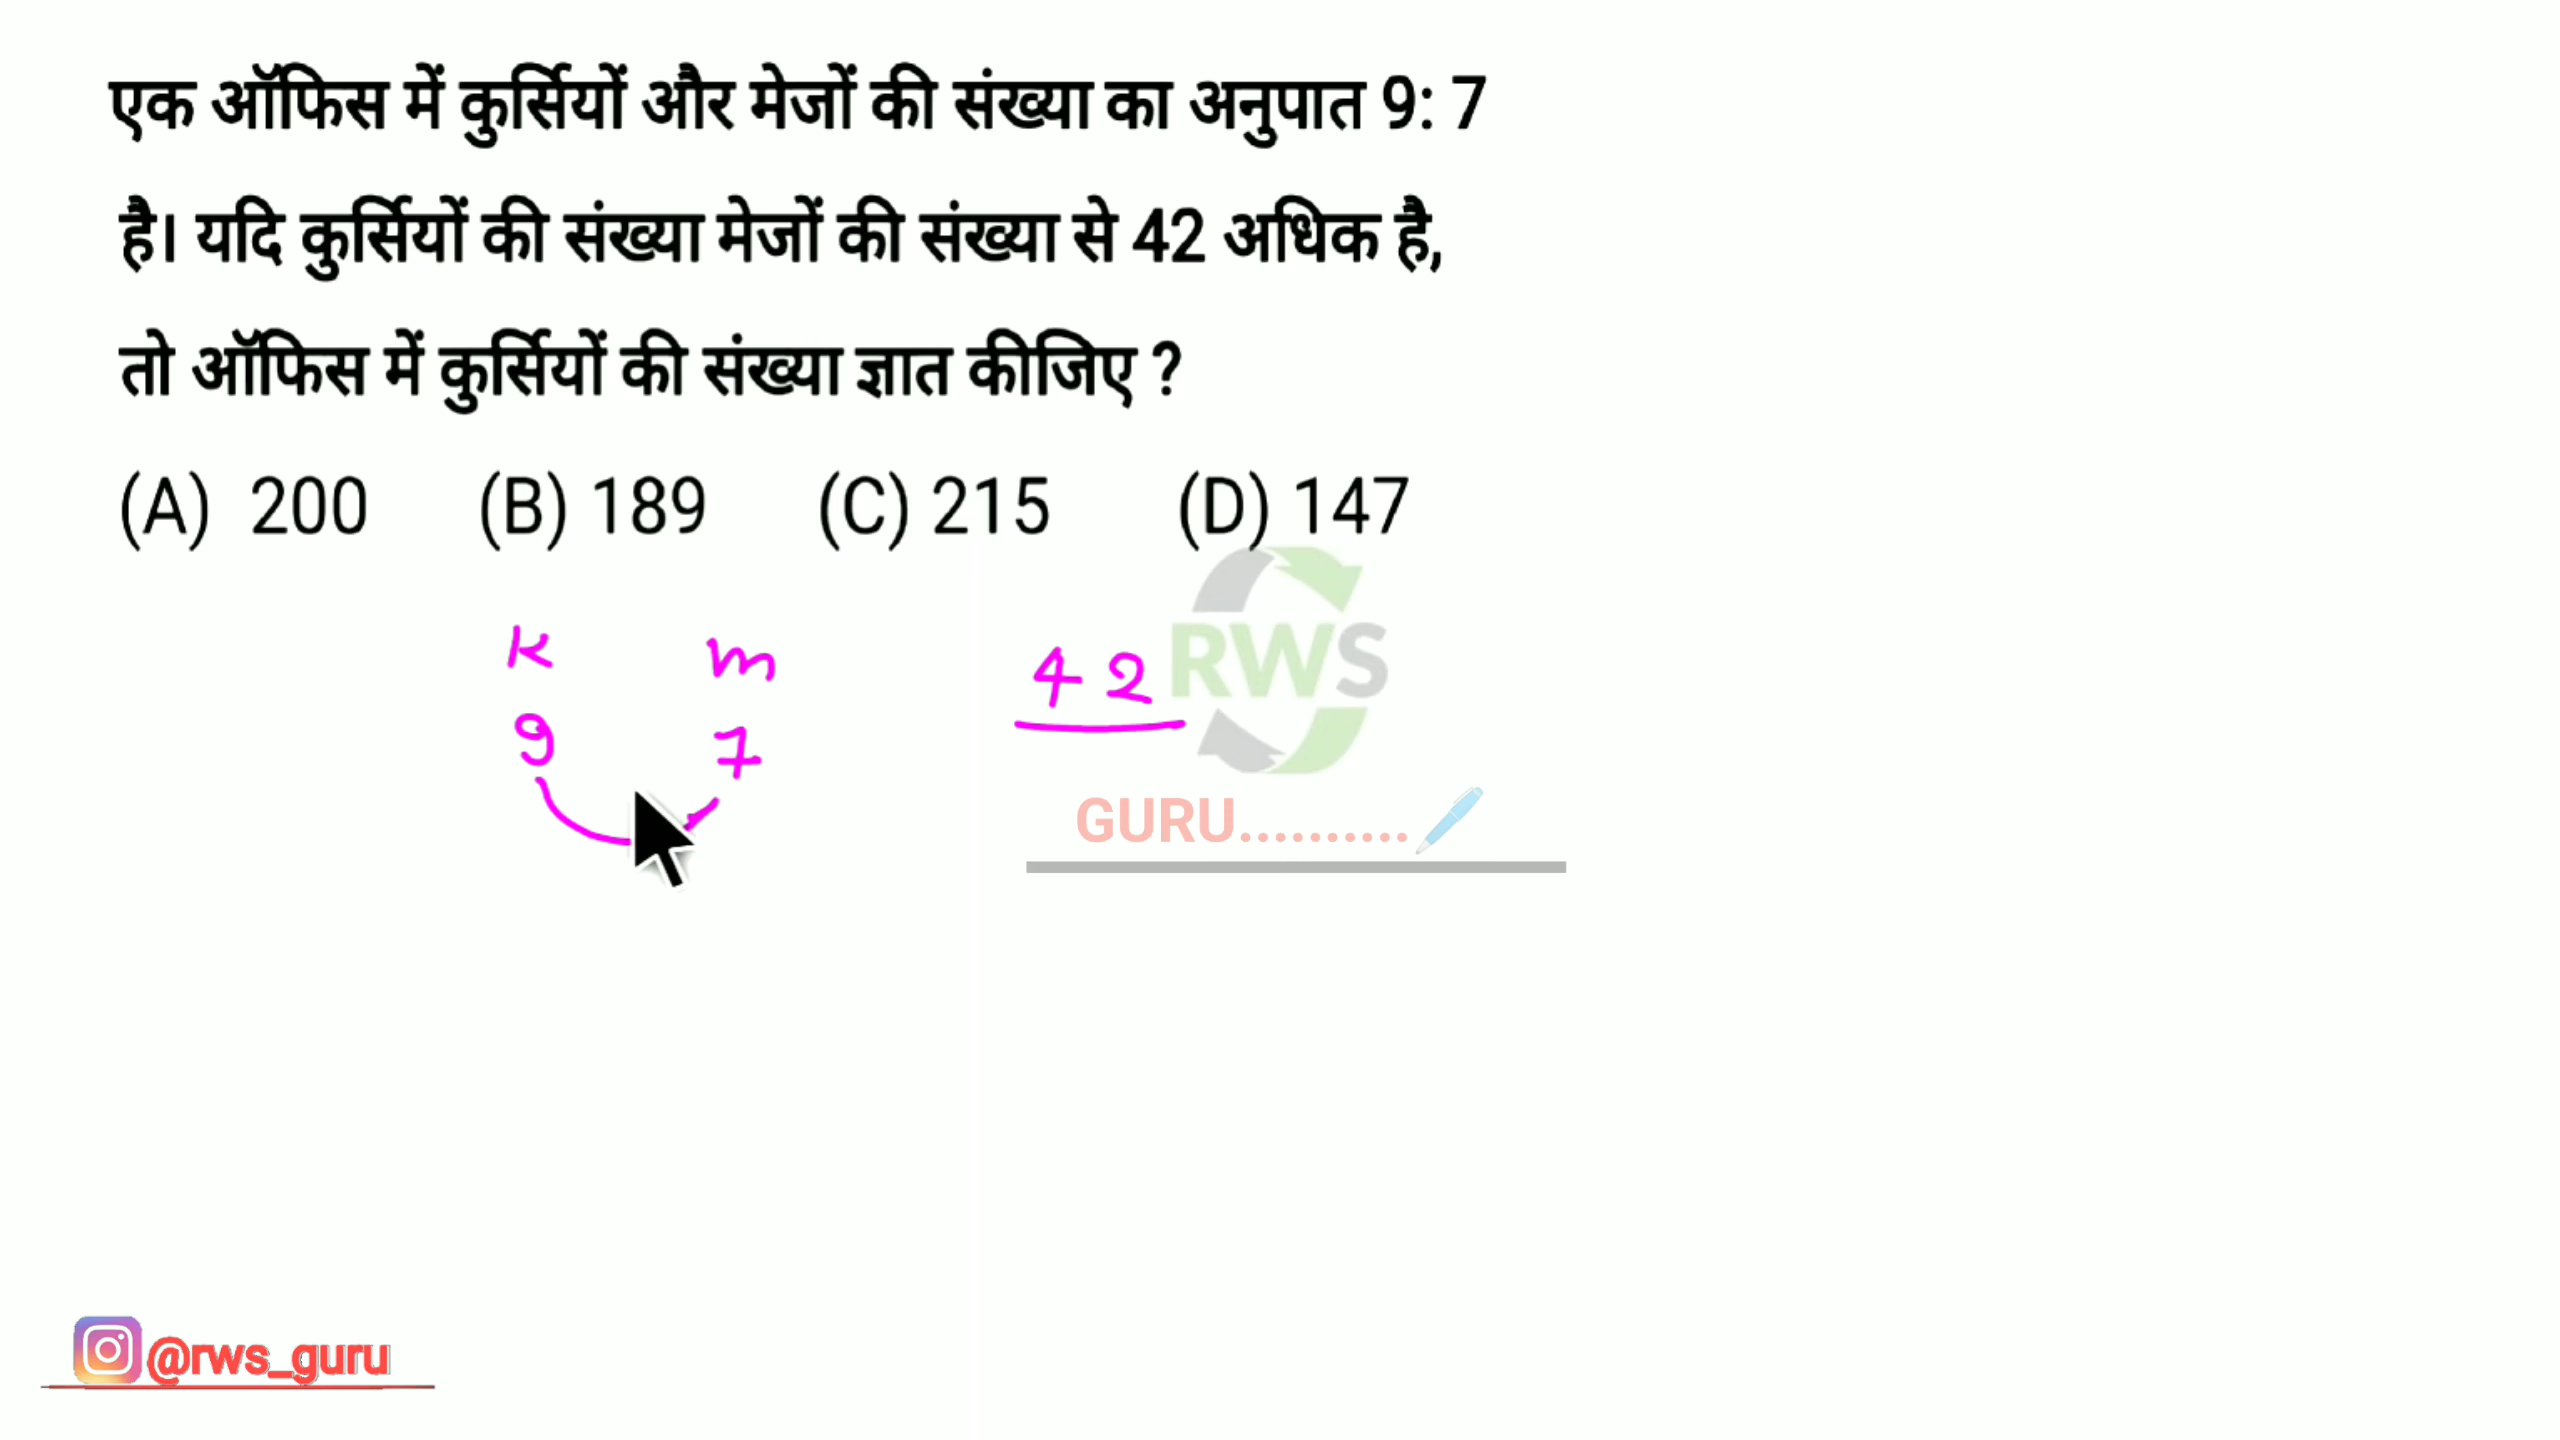 एक ऑफिस में कुर्सियों और मेजों की संख्या का अनुपात 9: 7
है। यदि कुर्सियों की संख्या मेजों की संख्या से 42 अधिक है,
तो ऑफिस में कुर्सियों की संख्या ज्ञात कीजिए ?
(A) 200 (B) 189 (C) 215 (D) 147
K m 42
9 7
RWS
GURU..........
@rws_guru